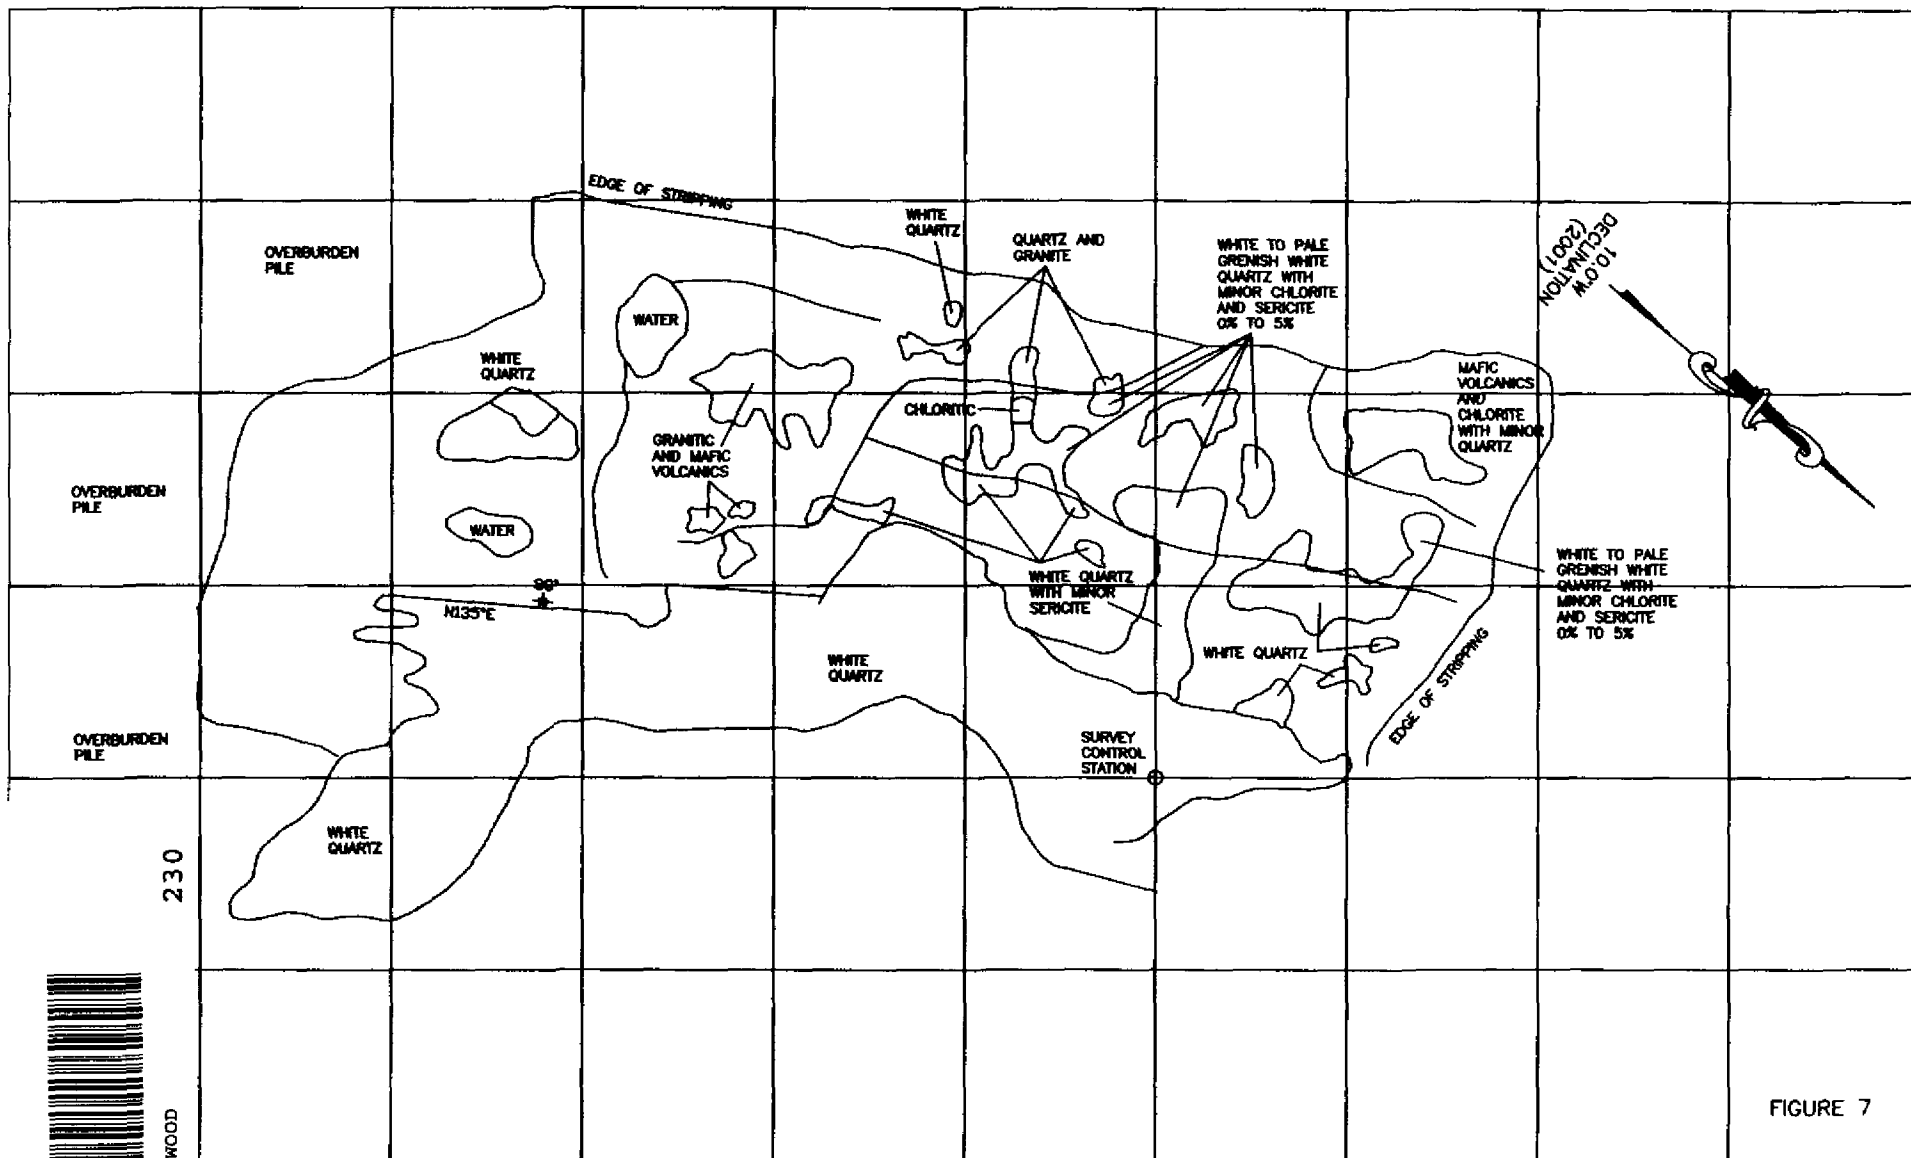 EDGE OF STRIPPING
WHITE
QUARTZ
QUARTZ AND
GRANITE
WHITE TO PALE
GRENISH WHITE
QUARTZ WITH
MINOR CHLORITE
AND SERICITE
0% TO 5%
10.0°W
DECLINATION
(2001)
OVERBURDEN
PILE
WATER
WHITE
QUARTZ
MAFIC
VOLCANICS
AND
CHLORITE
WITH MINOR
QUARTZ
CHLORITIC
GRANITIC
AND MAFIC
VOLCANICS
OVERBURDEN
PILE
WATER
90°
N135°E
WHITE QUARTZ
WITH MINOR
SERICITE
WHITE TO PALE
GRENISH WHITE
QUARTZ WITH
MINOR CHLORITE
AND SERICITE
0% TO 5%
WHITE
QUARTZ
WHITE QUARTZ
EDGE OF STRIPPING
OVERBURDEN
PILE
SURVEY
CONTROL
STATION
WHITE
QUARTZ
230
WOOD
FIGURE 7